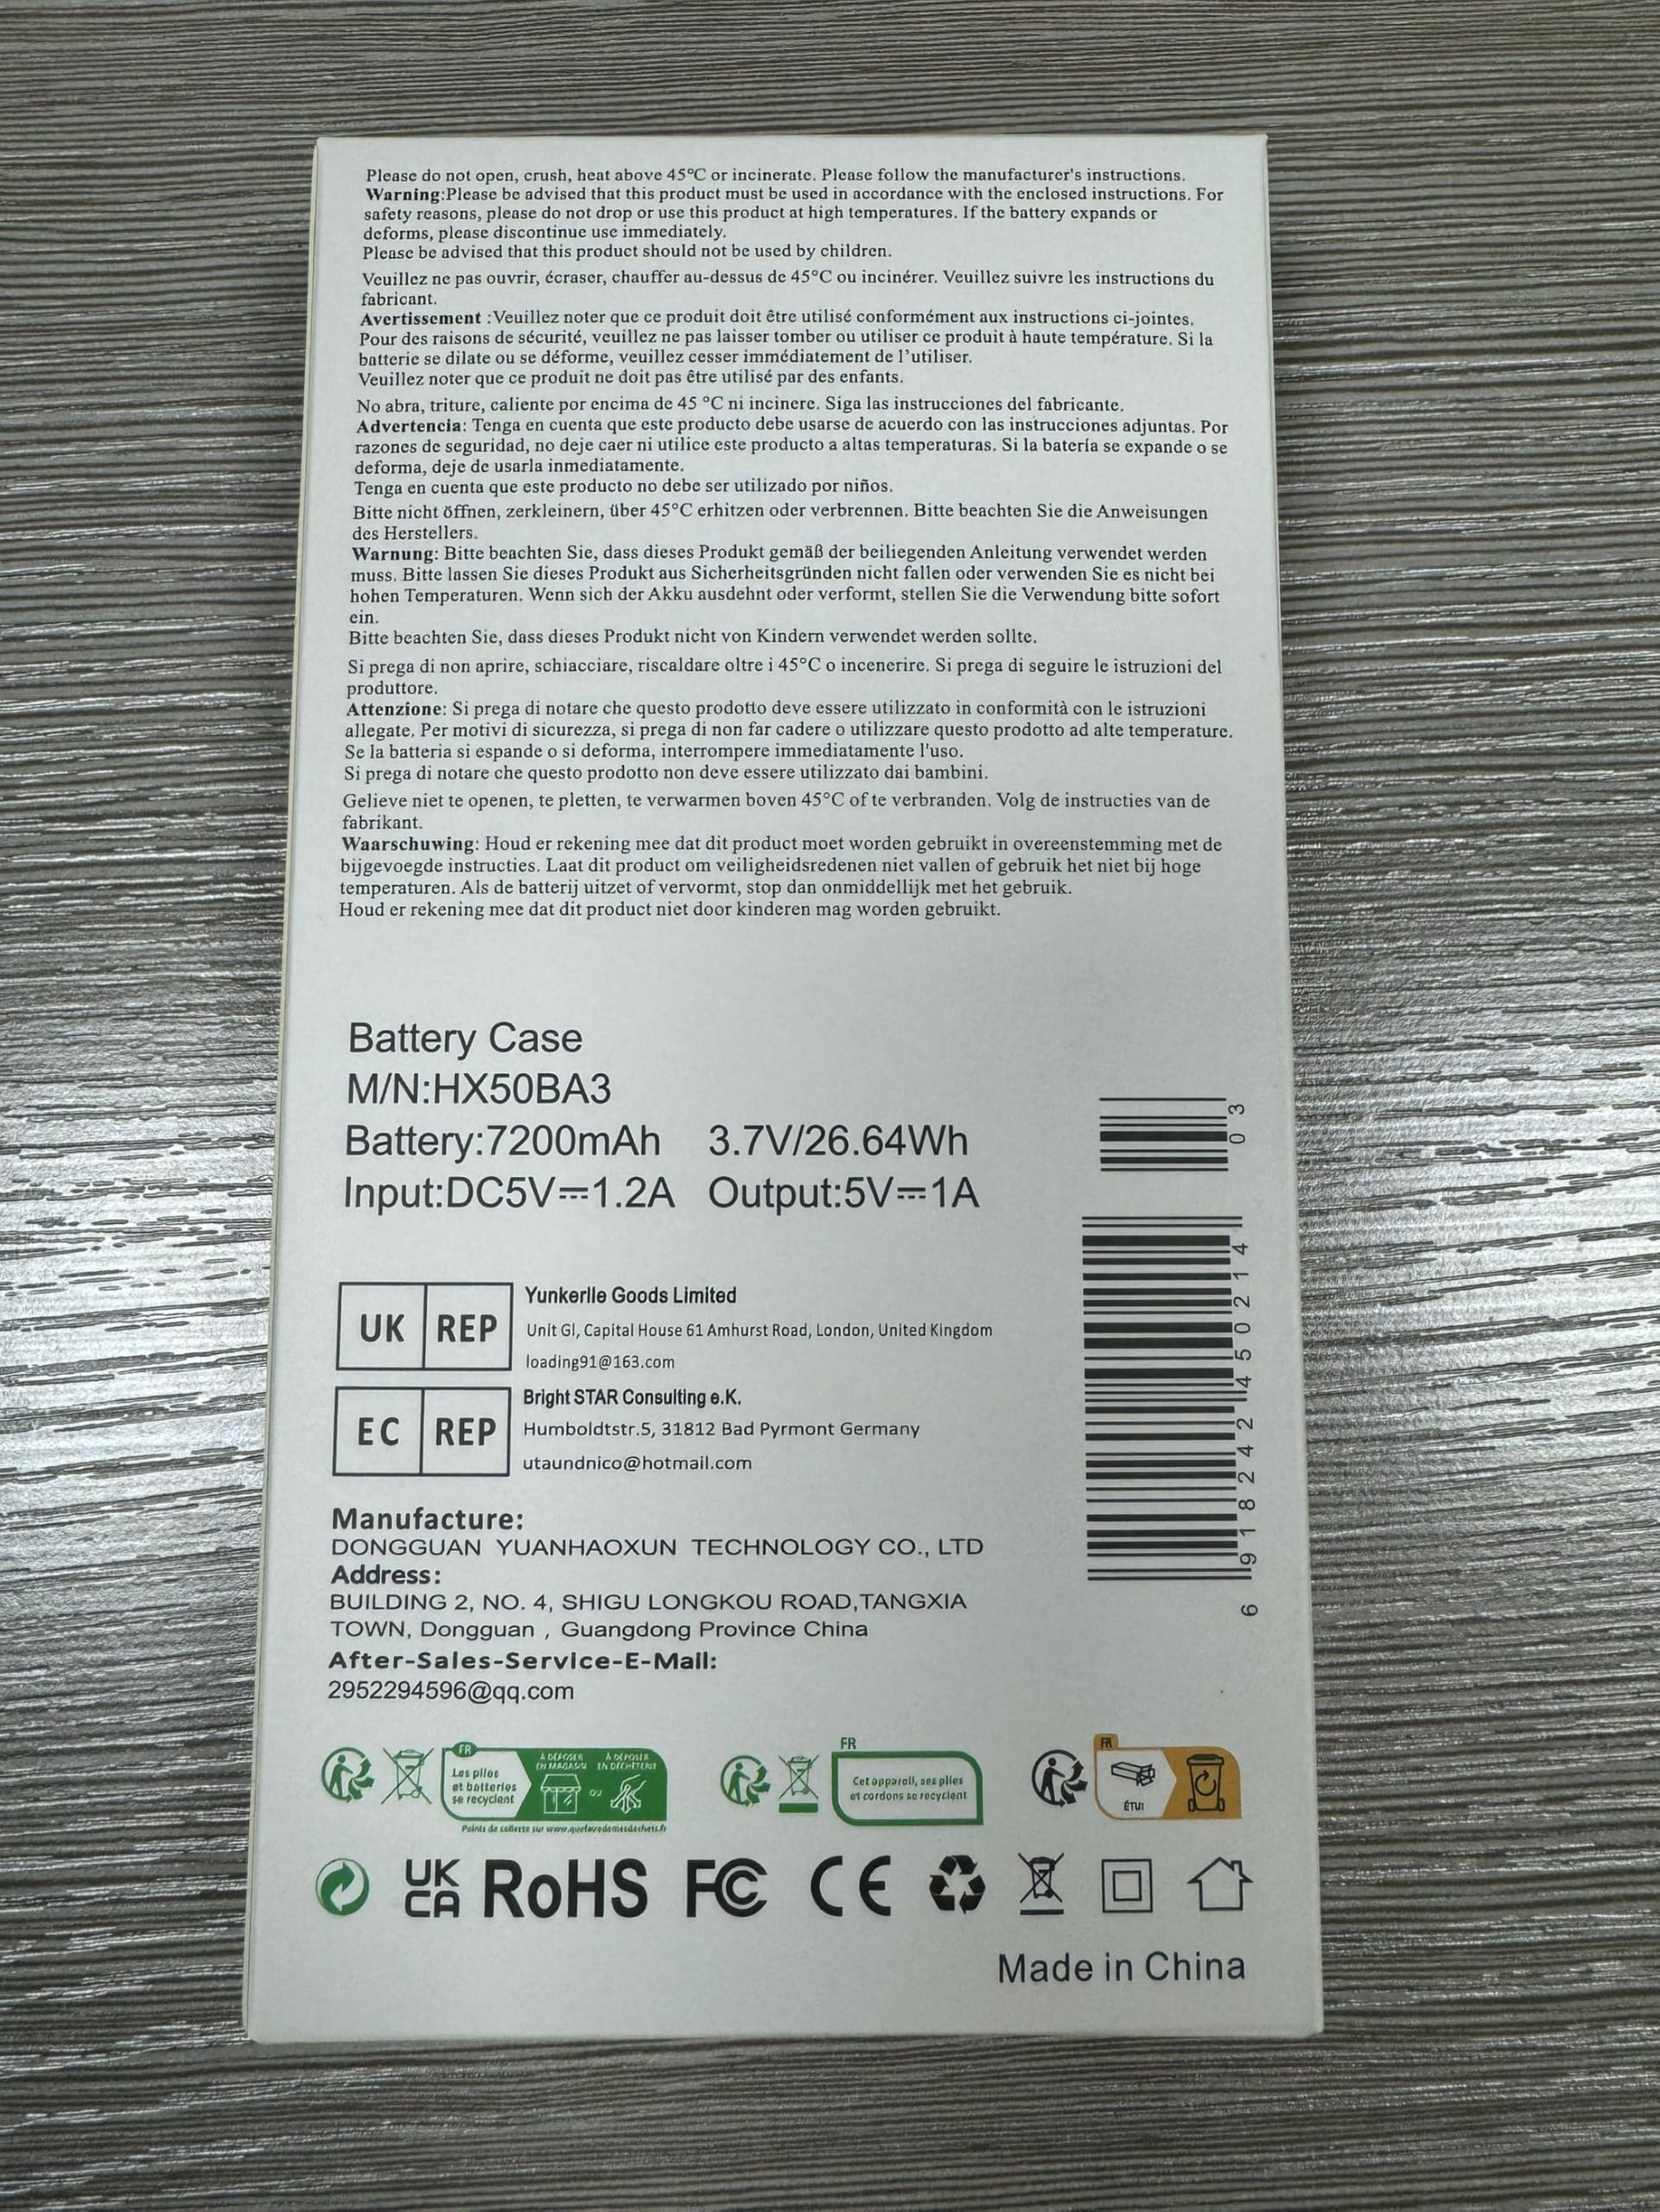 Please do not open, crush, heat above 45°C or incinerate. Please follow the manufacturer's instructions.
Warning:Please be advised that this product must be used in accordance with the enclosed instructions. For
safety reasons, please do not drop or use this product at high temperatures. If the battery expands or
deforms, please discontinue use immediately.
Please be advised that this product should not be used by children.
Veuillez ne pas ouvrir, écraser, chauffer au-dessus de 45°C ou incinérer. Veuillez suivre les instructions du
fabricant.
Avertissement :Veuillez noter que ce produit doit être utilisé conformément aux instructions ci-jointes.
Pour des raisons de sécurité, veuillez ne pas laisser tomber ou utiliser ce produit à haute température. Si la
batterie se dilate ou se déforme, veuillez cesser immédiatement de l'utiliser.
Veuillez noter que ce produit ne doit pas être utilisé par des enfants.
No abra, triture, caliente por encima de 45 °C ni incinere. Siga las instrucciones del fabricante.
Advertencia: Tenga en cuenta que este producto debe usarse de acuerdo con las instrucciones adjuntas. Por
razones de seguridad, no deje caer ni utilice este producto a altas temperaturas. Si la batería se expande o se
deforma, deje de usarla inmediatamente.
Tenga en cuenta que este producto no debe ser utilizado por niños.
Bitte nicht öffnen, zerkleinern, über 45°C erhitzen oder verbrennen. Bitte beachten Sie die Anweisungen
des Herstellers.
Warnung: Bitte beachten Sie, dass dieses Produkt gemäß der beiliegenden Anleitung verwendet werden
muss. Bitte lassen Sie dieses Produkt aus Sicherheitsgründen nicht fallen oder verwenden Sie es nicht bei
hohen Temperaturen. Wenn sich der Akku ausdehnt oder verformt, stellen Sie die Verwendung bitte sofort
ein.
Bitte beachten Sie, dass dieses Produkt nicht von Kindern verwendet werden sollte.
Si prega di non aprire, schiacciare, riscaldare oltre i 45°C o incenerire. Si prega di seguire le istruzioni del
produttore.
Attenzione: Si prega di notare che questo prodotto deve essere utilizzato in conformità con le istruzioni
allegate. Per motivi di sicurezza, si prega di non far cadere o utilizzare questo prodotto ad alte temperature.
Se la batteria si espande o si deforma, interrompere immediatamente l'uso.
Si prega di notare che questo prodotto non deve essere utilizzato dai bambini.
Gelieve niet te openen, te pletten, te verwarmen boven 45°C of te verbranden. Volg de instructies van de
fabrikant.
Waarschuwing: Houd er rekening mee dat dit product moet worden gebruikt in overeenstemming met de
bijgevoegde instructies. Laat dit product om veiligheidsredenen niet vallen of gebruik het niet bij hoge
temperaturen. Als de batterij uitzet of vervormt, stop dan onmiddellijk met het gebruik.
Houd er rekening mee dat dit product niet door kinderen mag worden gebruikt.
Battery Case
M/N:HX50BA3
Battery:7200mAh 3.7V/26.64Wh
Input:DC5V⎓1.2A Output:5V⎓1A
03
6 918242 450214
UK REP
Yunkerlle Goods Limited
Unit GI, Capital House 61 Amhurst Road, London, United Kingdom
loading91@163.com
EC REP
Bright STAR Consulting e.K.
Humboldtstr.5, 31812 Bad Pyrmont Germany
utaundnico@hotmail.com
Manufacture:
DONGGUAN YUANHAOXUN TECHNOLOGY CO., LTD
Address:
BUILDING 2, NO. 4, SHIGU LONGKOU ROAD,TANGXIA
TOWN, Dongguan , Guangdong Province China
After-Sales-Service-E-Mail:
2952294596@qq.com
FR
Les piles
et batteries
se recyclent
À DÉPOSER
EN MAGASIN
OU
À DÉPOSER
EN DÉCHÈTERIE
Points de collecte sur www.quefairedemesdechets.fr
FR
Cet appareil, ses piles
et cordons se recyclent
FR
ÉTUI
UK
CA
RoHS
FC
CE
Made in China